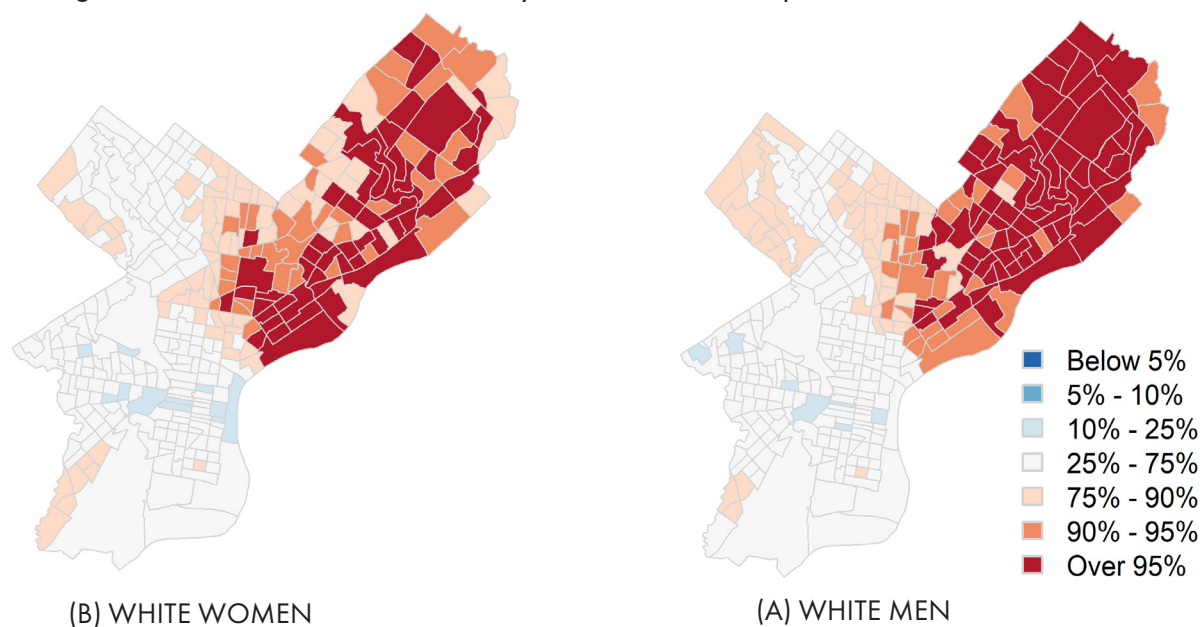 Below 5%
5% - 10%
10% - 25%
25% - 75%
75% - 90%
90% - 95%
Over 95%
(B) WHITE WOMEN
(A) WHITE MEN